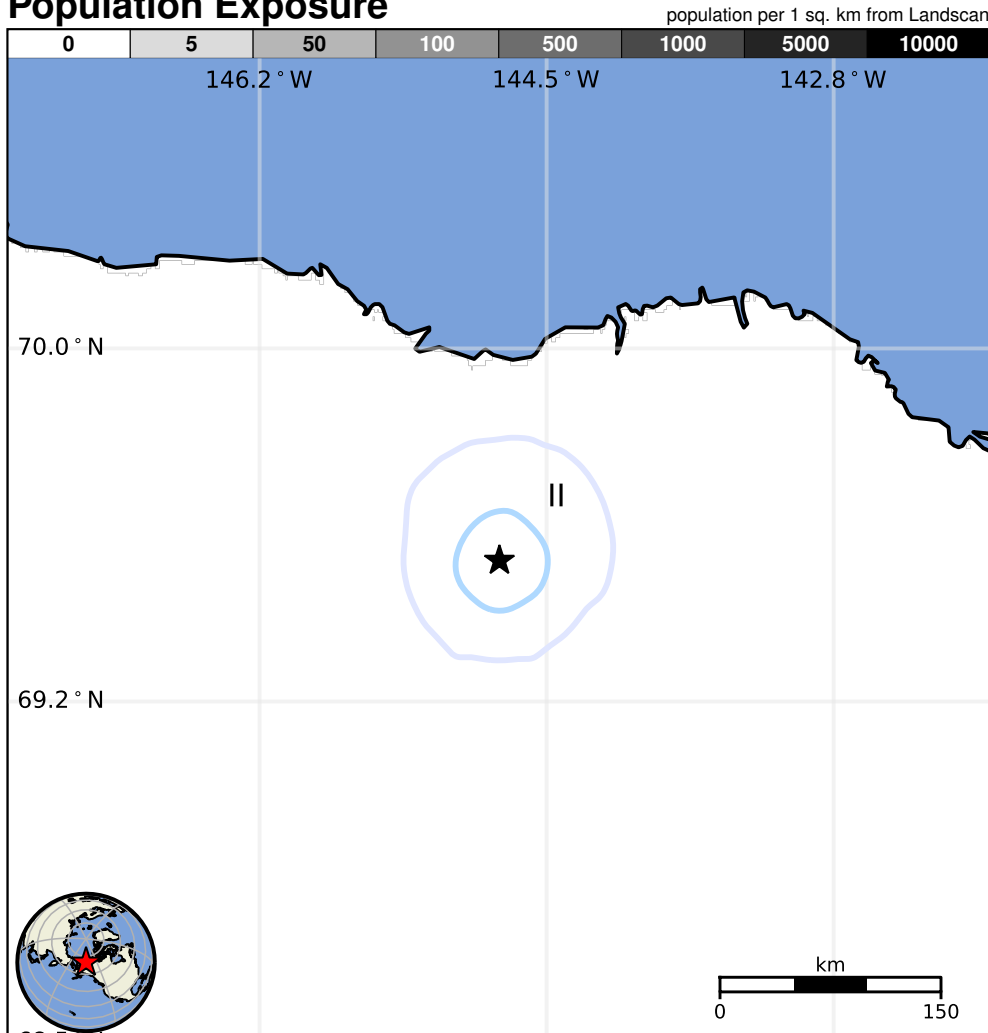 Population Exposure
population per 1 sq. km from Landscan
0 5 50 100 500 1000 5000 10000
146.2°W 144.5°W 142.8°W
70.0°N
II
69.2°N
km
0 150